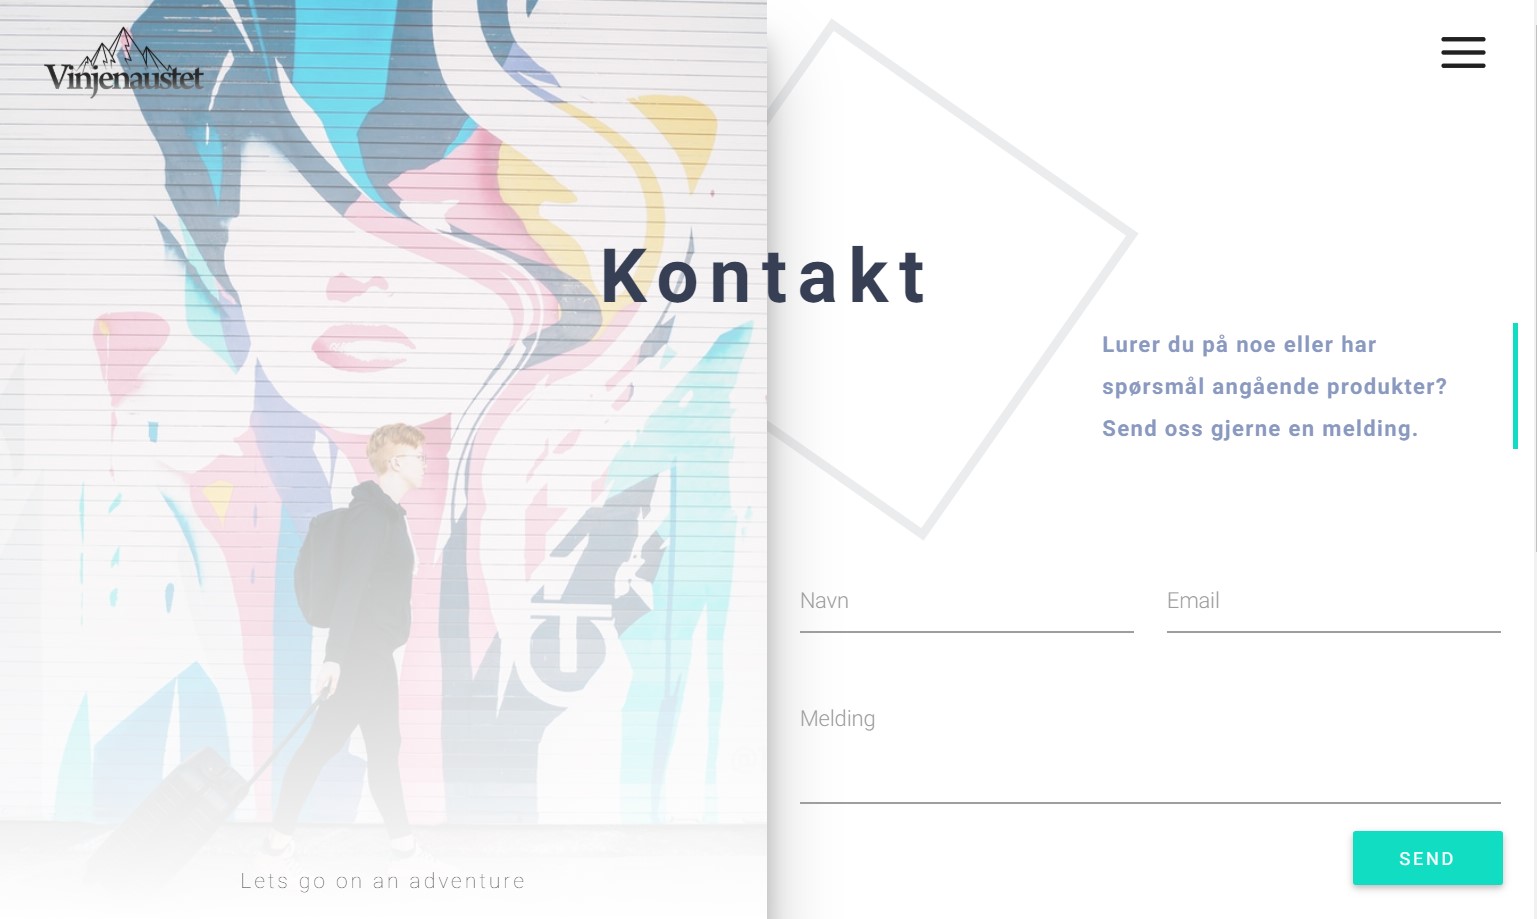 Vinjenaustet
Kontakt
Lurer du på noe eller har
spørsmål angående produkter?
Send oss gjerne en melding.
Navn
Email
Melding
SEND
Lets go on an adventure